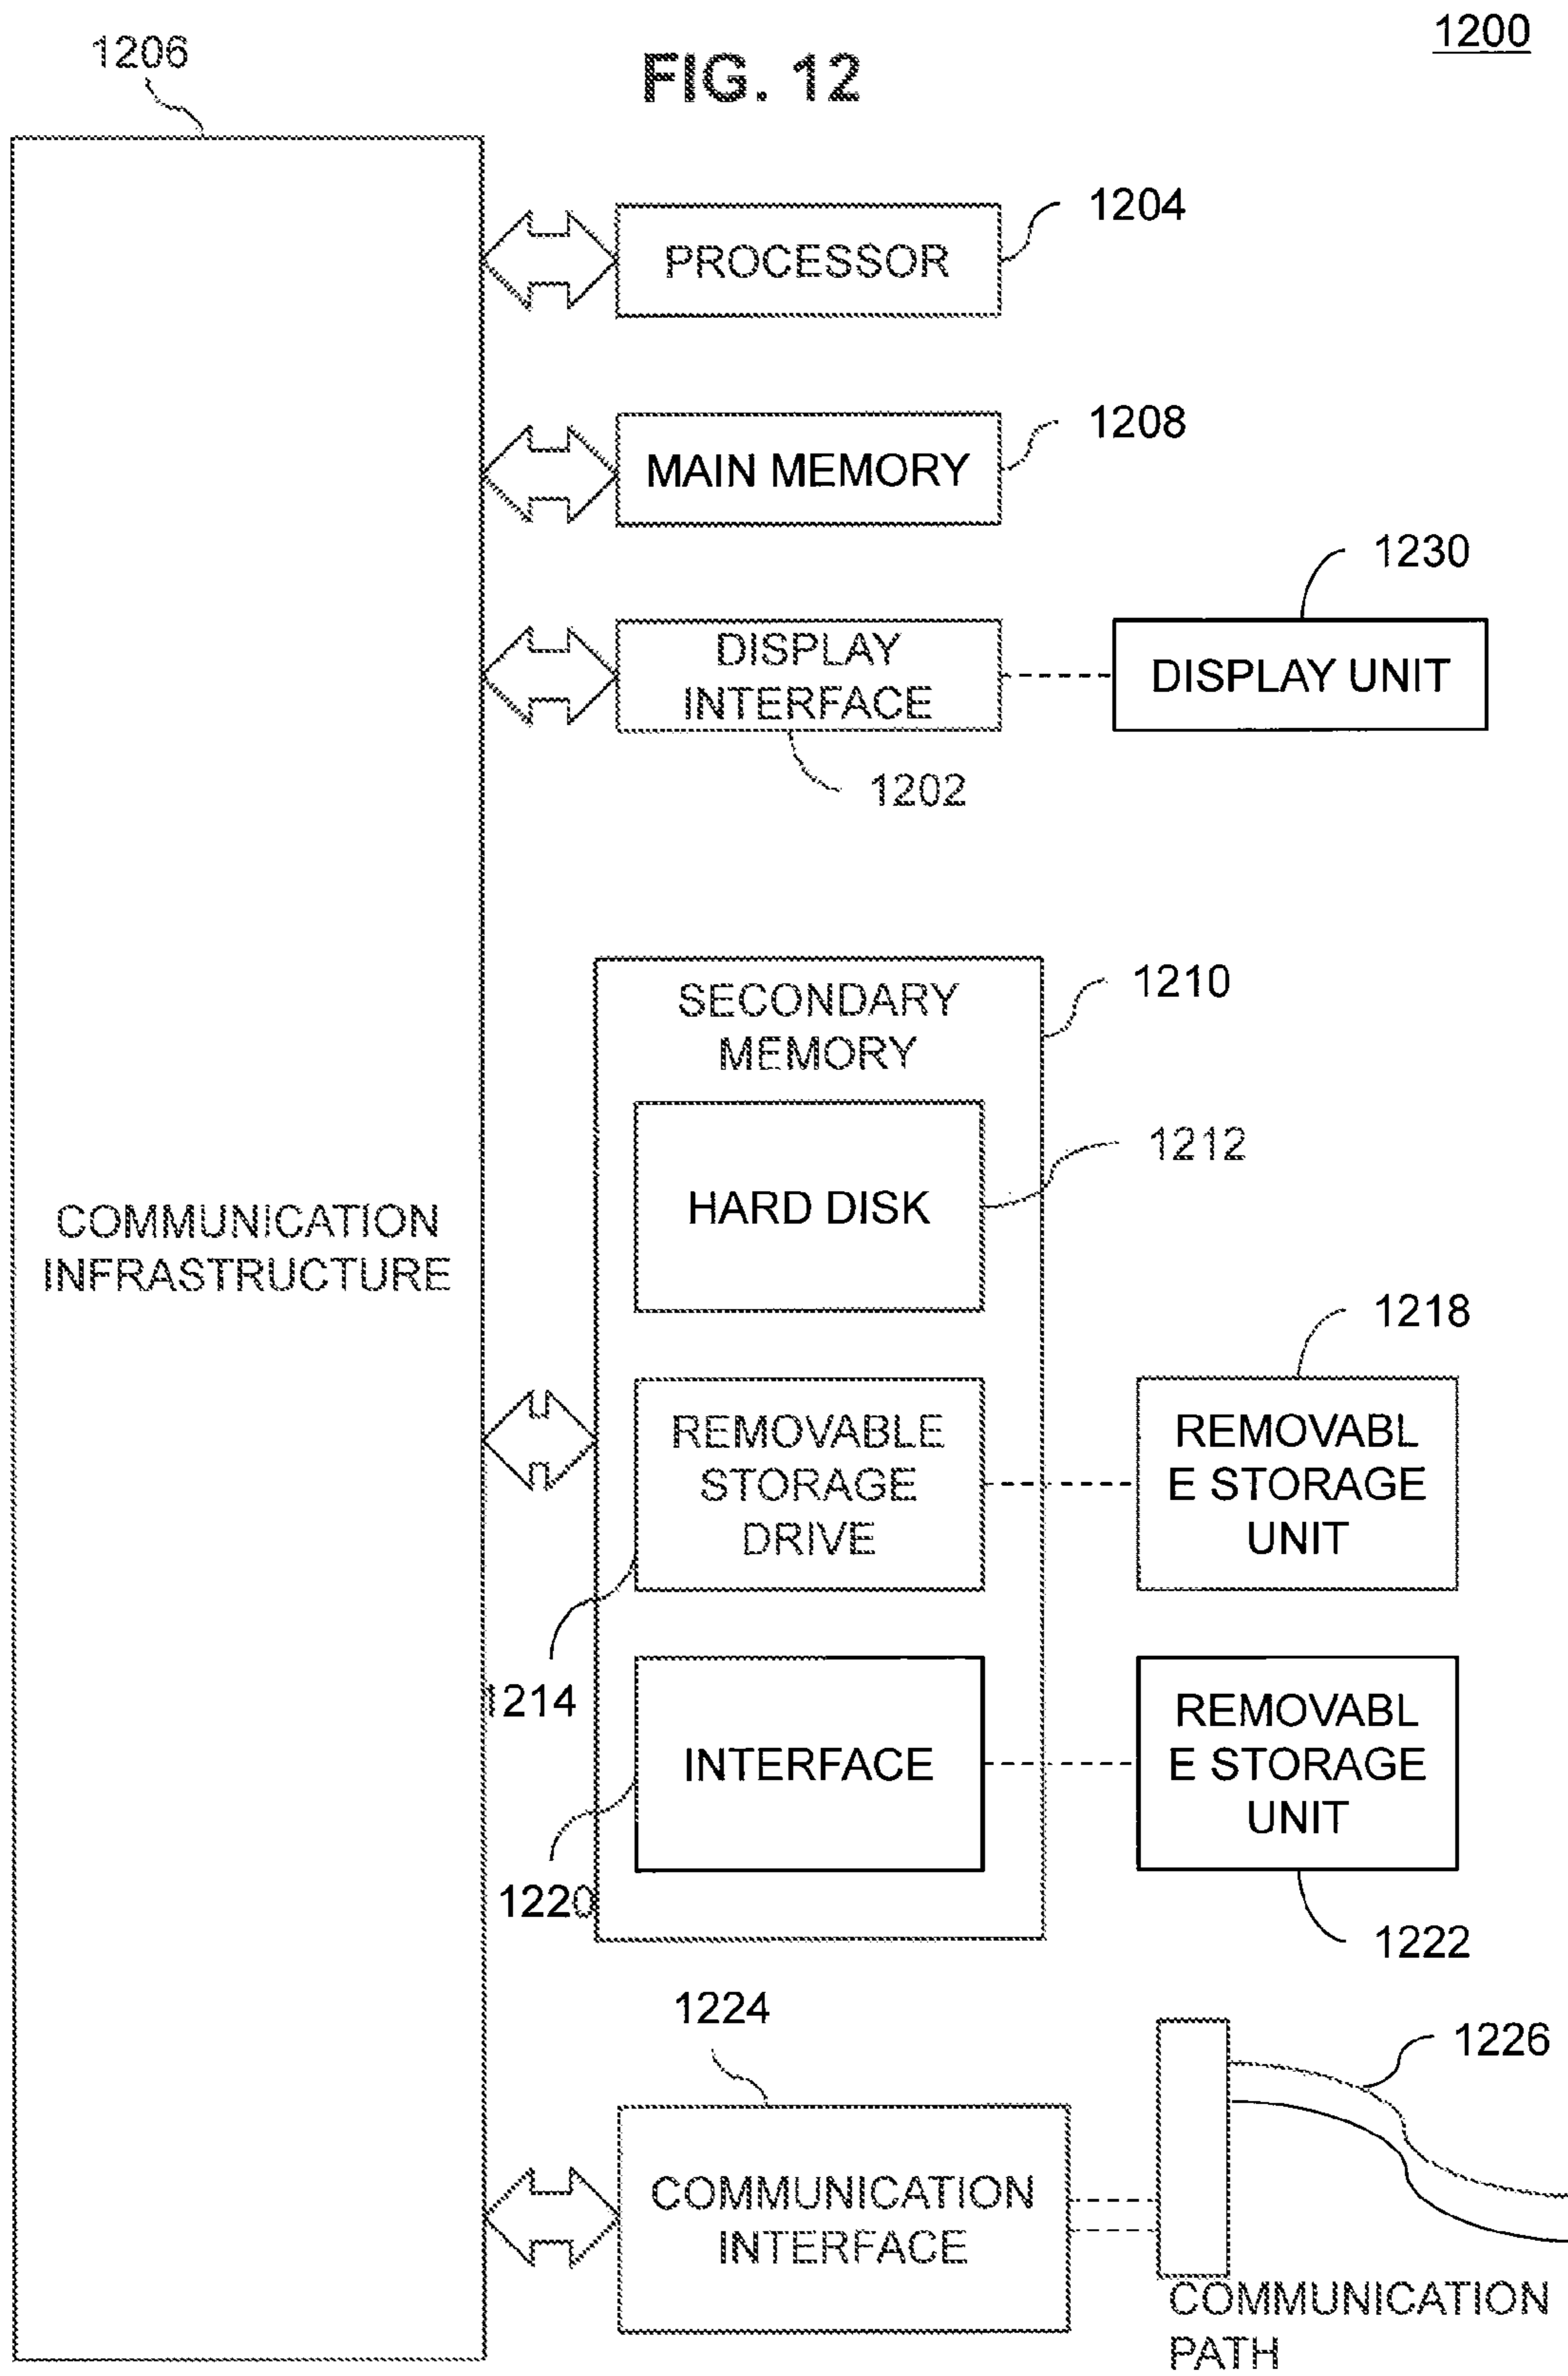 1200
1206
FIG. 12
1204
PROCESSOR
1208
MAIN MEMORY
1230
DISPLAY
INTERFACE
DISPLAY UNIT
1202
1210
SECONDARY
MEMORY
1212
HARD DISK
COMMUNICATION
INFRASTRUCTURE
1218
REMOVABLE
STORAGE
DRIVE
REMOVABL
E STORAGE
UNIT
1214
INTERFACE
REMOVABL
E STORAGE
UNIT
1220
1222
1224
1226
COMMUNICATION
INTERFACE
COMMUNICATION
PATH